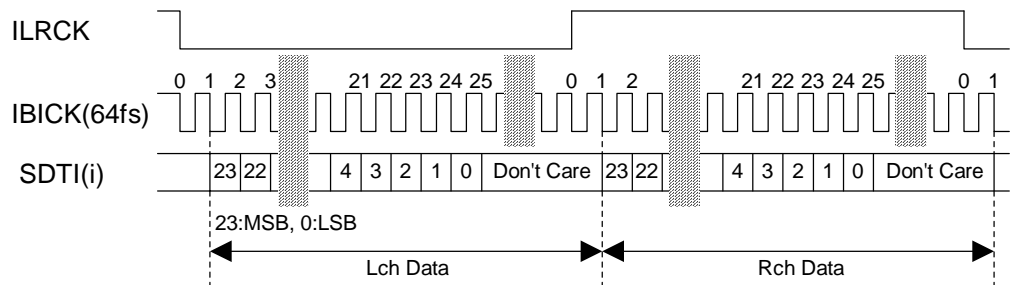 ILRCK
0 1 2 3 21 22 23 24 25 0 1 2 21 22 23 24 25 0 1
IBICK(64fs)
SDTI(i) 23 22 4 3 2 1 0 Don't Care 23 22 4 3 2 1 0 Don't Care
23:MSB, 0:LSB
Lch Data Rch Data